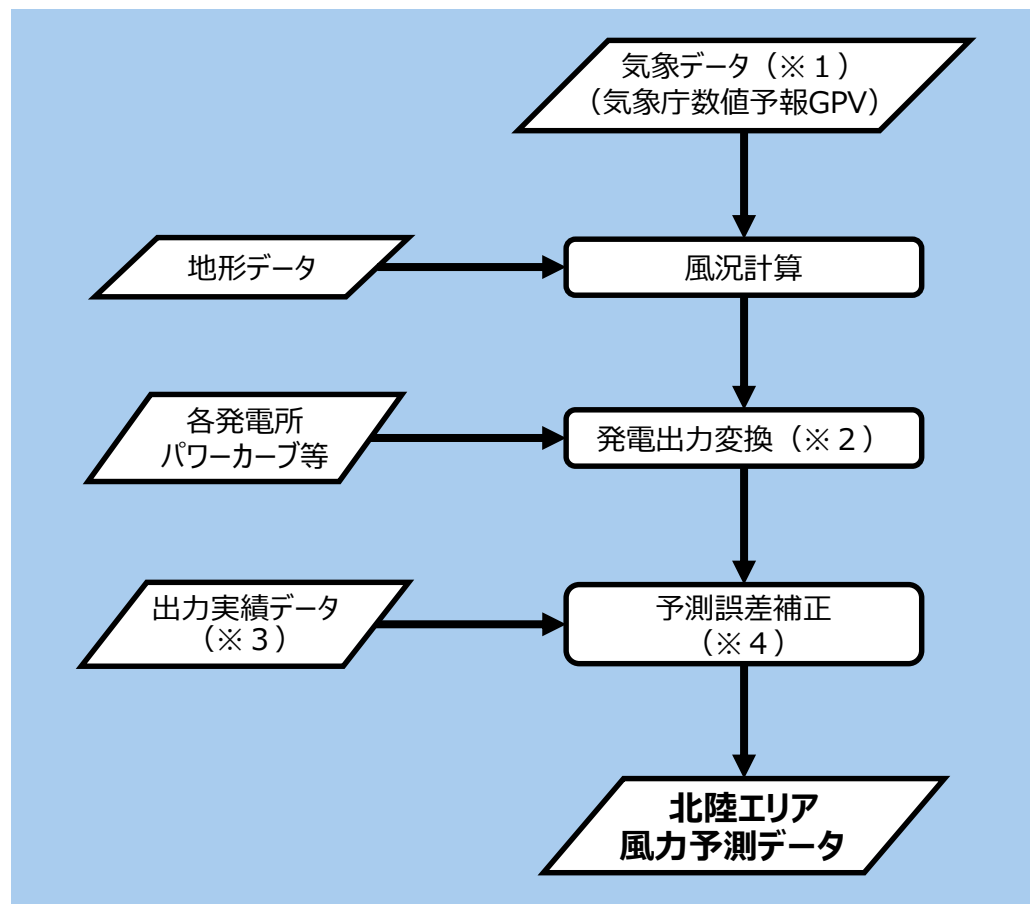 気象データ（※１）
（気象庁数値予報GPV）
地形データ
風況計算
各発電所
パワーカーブ等
発電出力変換（※２）
出力実績データ
（※３）
予測誤差補正
（※４）
北陸エリア
風力予測データ